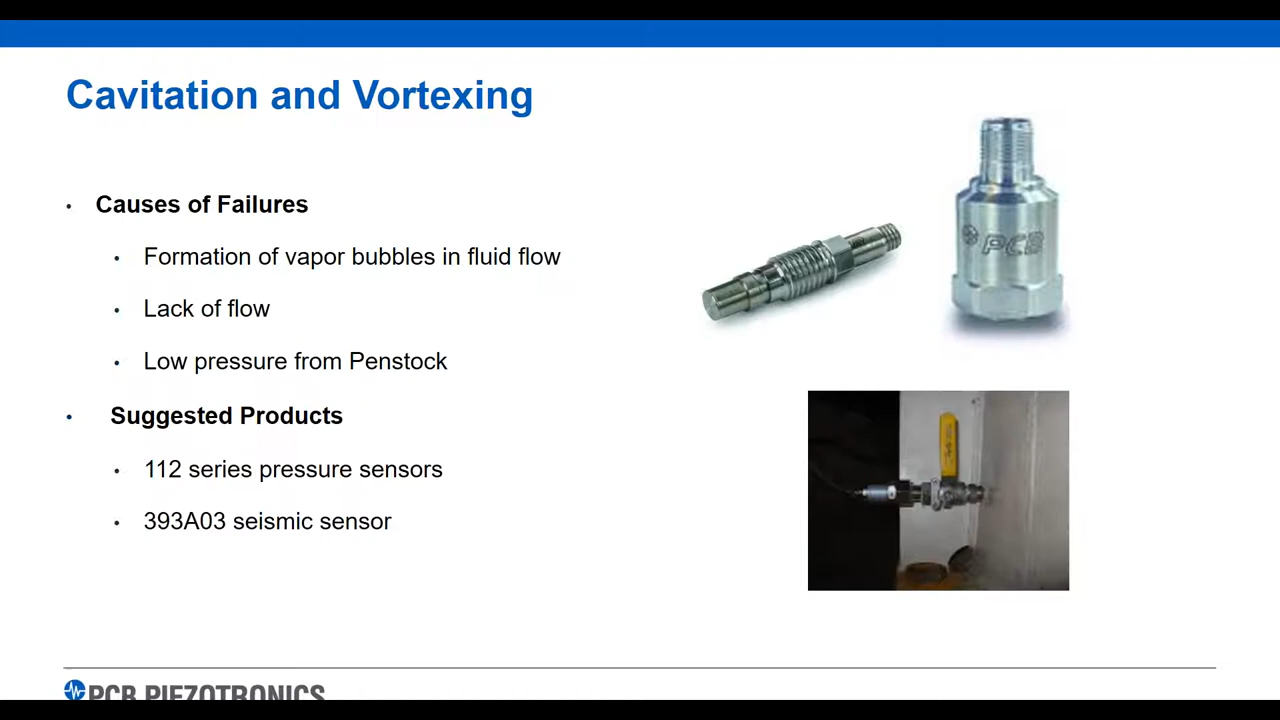 Cavitation and Vortexing
• Causes of Failures
• Formation of vapor bubbles in fluid flow
• Lack of flow
• Low pressure from Penstock
• Suggested Products
• 112 series pressure sensors
• 393A03 seismic sensor
PCB
PCB PIEZOTRONICS